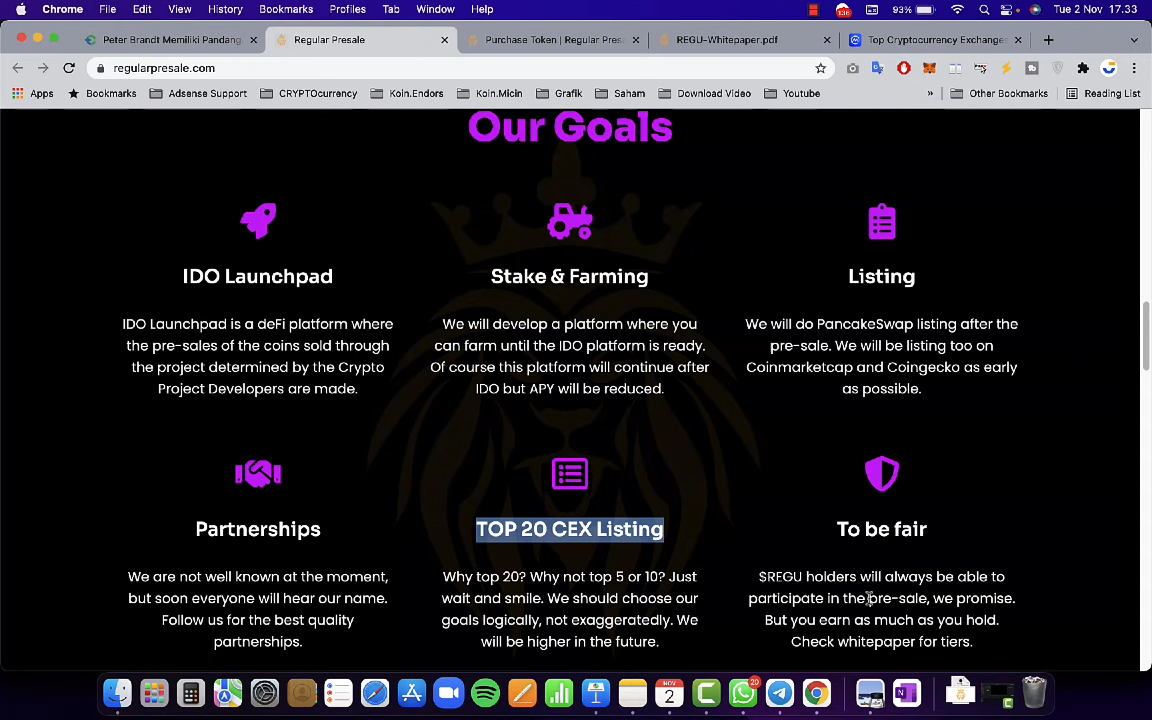 Chrome File Edit View History Bookmarks Profiles Tab Window Help 136 93% Tue 2 Nov 17.33
Peter Brandt Memiliki Pandang Regular Presale Purchase Token | Regular Pres REGU-Whitepaper.pdf Top Cryptocurrency Exchanges
regularpresale.com
Apps Bookmarks Adsense Support CRYPTOcurrency Koin.Endors Koin.Micin Grafik Saham Download Video Youtube » Other Bookmarks Reading List
Our Goals
IDO Launchpad
IDO Launchpad is a deFi platform where
the pre-sales of the coins sold through
the project determined by the Crypto
Project Developers are made.
Stake & Farming
We will develop a platform where you
can farm until the IDO platform is ready.
Of course this platform will continue after
IDO but APY will be reduced.
Listing
We will do PancakeSwap listing after the
pre-sale. We will be listing too on
Coinmarketcap and Coingecko as early
as possible.
Partnerships
We are not well known at the moment,
but soon everyone will hear our name.
Follow us for the best quality
partnerships.
TOP 20 CEX Listing
Why top 20? Why not top 5 or 10? Just
wait and smile. We should choose our
goals logically, not exaggeratedly. We
will be higher in the future.
To be fair
$REGU holders will always be able to
participate in the pre-sale, we promise.
But you earn as much as you hold.
Check whitepaper for tiers.
NOV
2
20